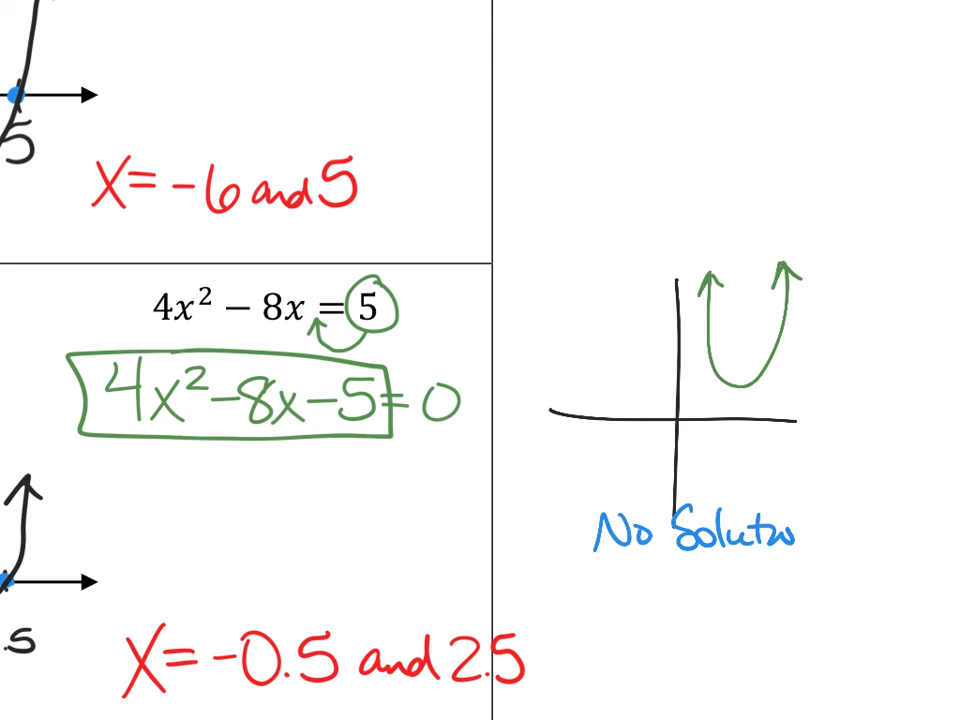 5
X = -6 and 5
4x² − 8x = 5
4x² - 8x - 5 = 0
No Solutn
.5
X = -0.5 and 2.5